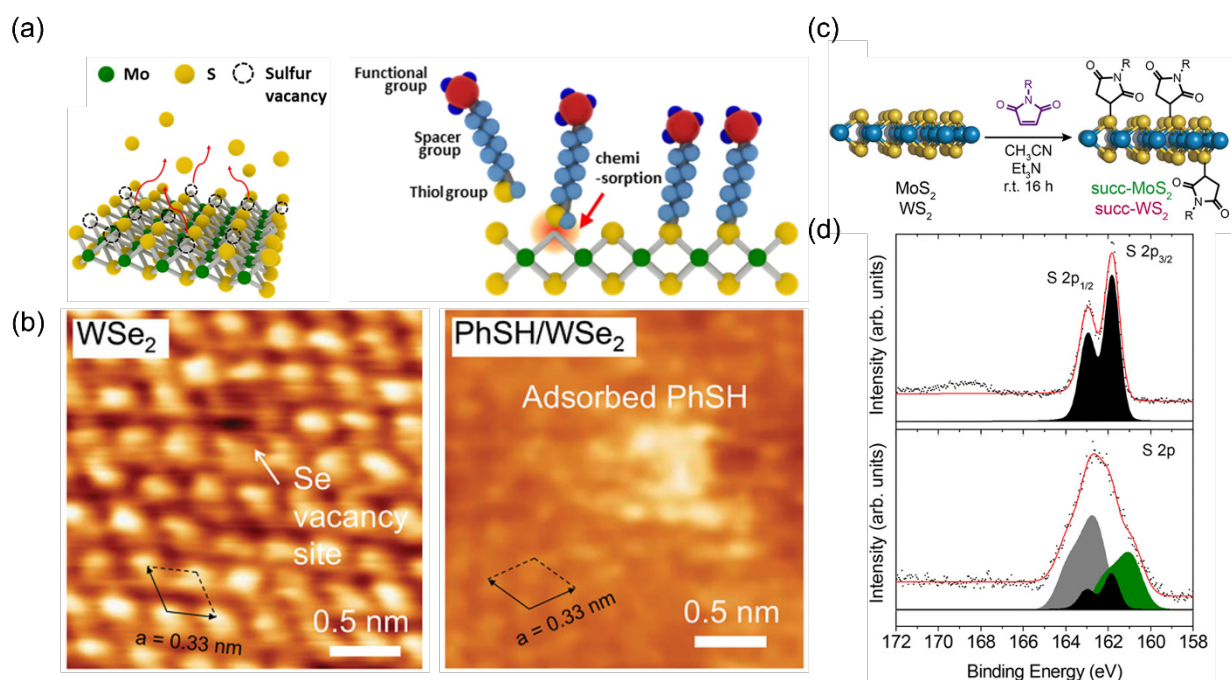 (a)
Mo
S
Sulfur
vacancy
Functional
group
Spacer
group
Thiol group
chemi
-sorption
(b)
WSe2
Se
vacancy
site
a = 0.33 nm
0.5 nm
PhSH/WSe2
Adsorbed PhSH
a = 0.33 nm
0.5 nm
(c)
MoS2
WS2
R
N
O
O
CH3CN
Et3N
r.t. 16 h
R
O
N
O
R
O
N
O
O
N
R
O
succ-MoS2
succ-WS2
(d)
Intensity (arb. units)
S 2p1/2
S 2p3/2
Intensity (arb. units)
S 2p
172 170 168 166 164 162 160 158
Binding Energy (eV)